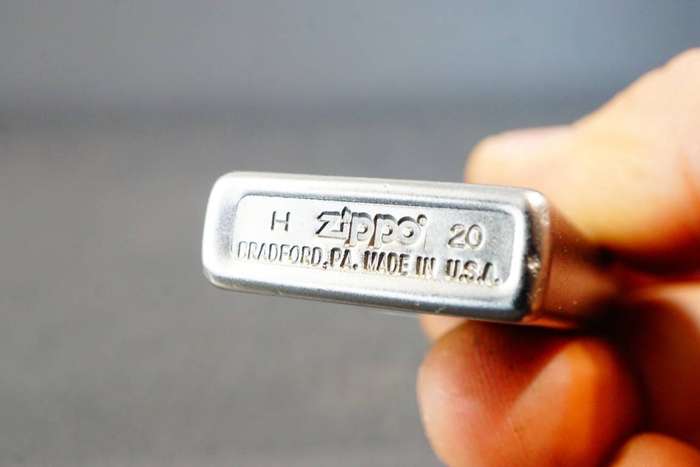 H zippo 20
BRADFORD, PA. MADE IN U.S.A.